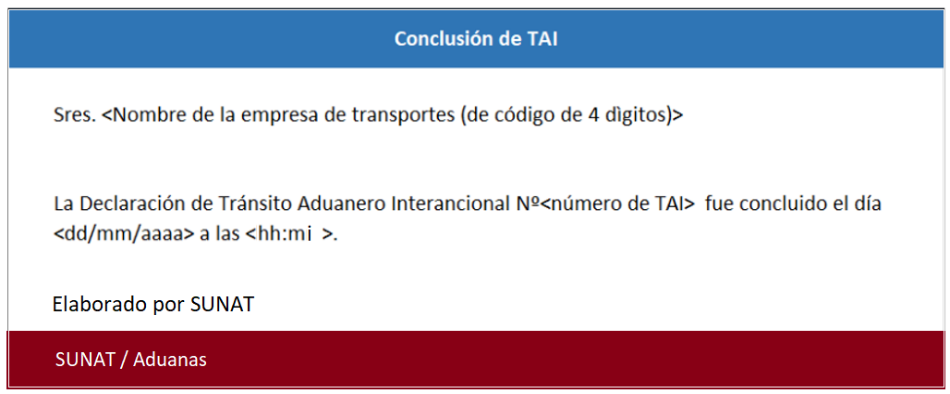 Conclusión de TAI
Sres. <Nombre de la empresa de transportes (de código de 4 dìgitos)>
La Declaración de Tránsito Aduanero Interancional Nº<número de TAI> fue concluido el día
<dd/mm/aaaa> a las <hh:mi >.
Elaborado por SUNAT
SUNAT / Aduanas